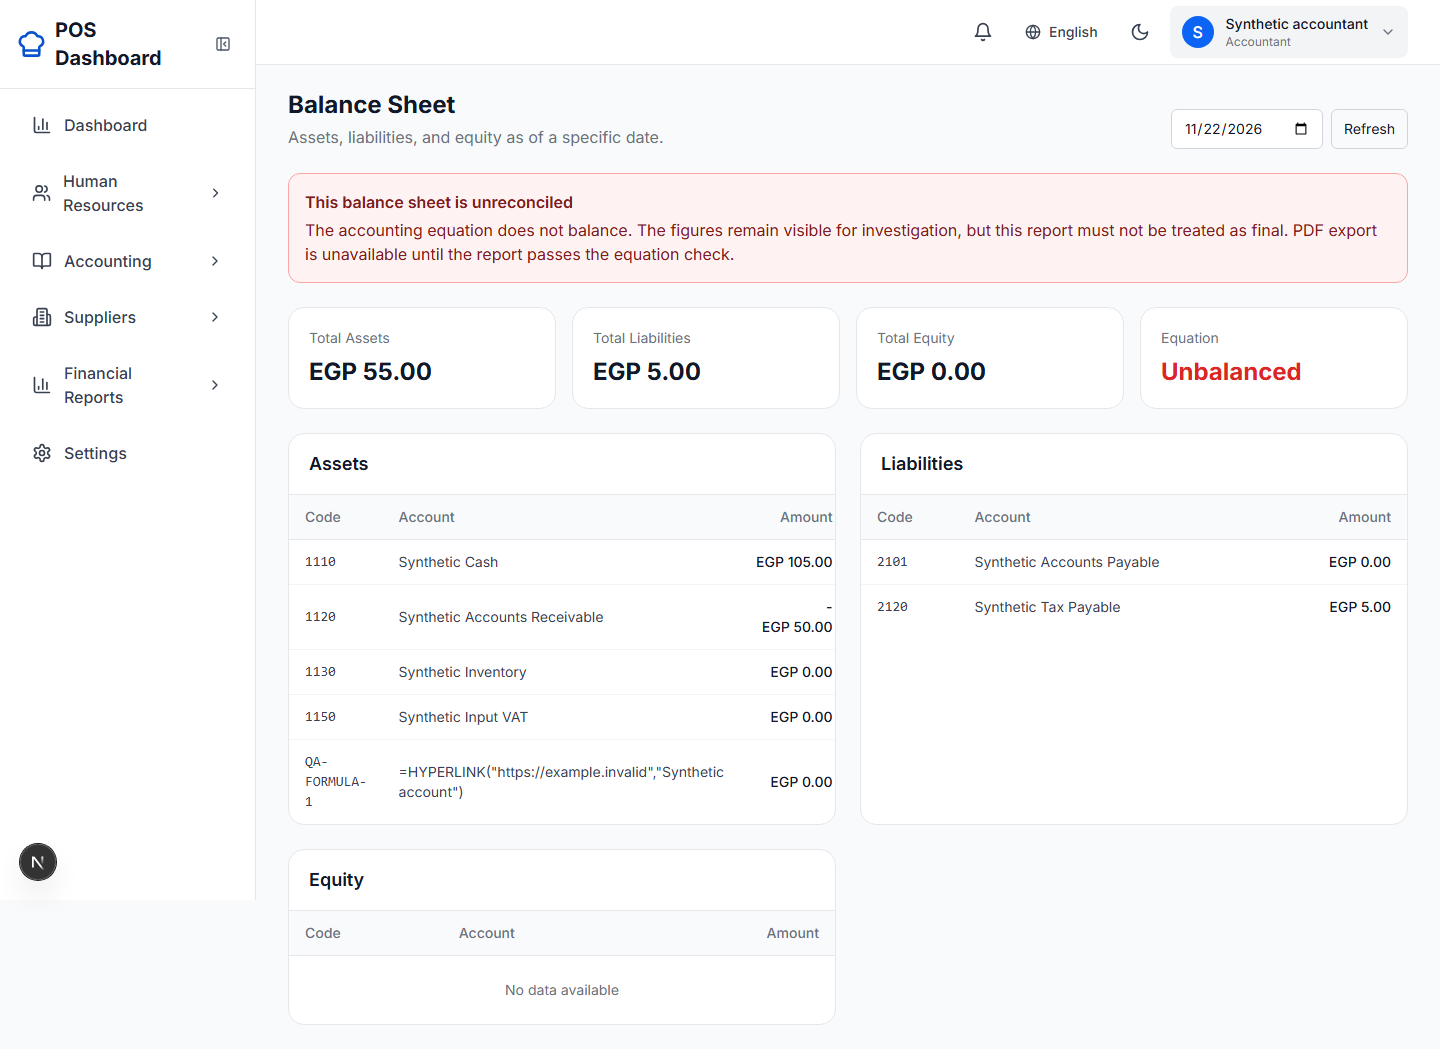 POS
Dashboard
English
S
Synthetic accountant
Accountant
Dashboard
Human
Resources
Accounting
Suppliers
Financial
Reports
Settings
N
Balance Sheet
Assets, liabilities, and equity as of a specific date.
11/22/2026
Refresh
This balance sheet is unreconciled
The accounting equation does not balance. The figures remain visible for investigation, but this report must not be treated as final. PDF export
is unavailable until the report passes the equation check.
Total Assets
EGP 55.00
Total Liabilities
EGP 5.00
Total Equity
EGP 0.00
Equation
Unbalanced
Assets
Code Account Amount
1110 Synthetic Cash EGP 105.00
1120 Synthetic Accounts Receivable -
EGP 50.00
1130 Synthetic Inventory EGP 0.00
1150 Synthetic Input VAT EGP 0.00
QA-
FORMULA-
1
=HYPERLINK("https://example.invalid","Synthetic
account")
EGP 0.00
Liabilities
Code Account Amount
2101 Synthetic Accounts Payable EGP 0.00
2120 Synthetic Tax Payable EGP 5.00
Equity
Code Account Amount
No data available